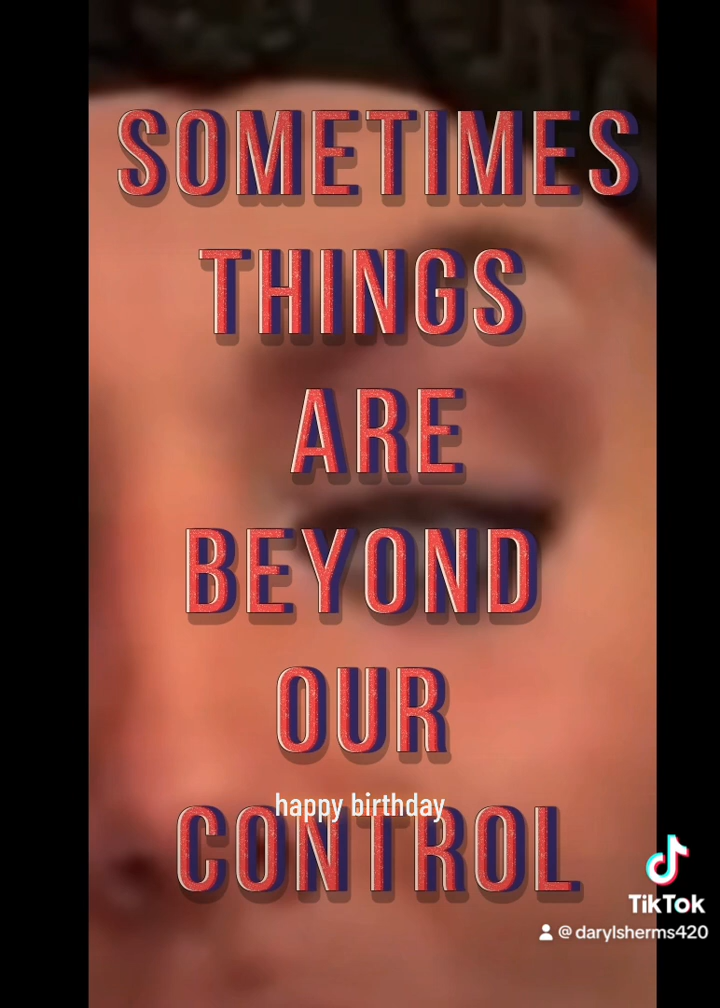 SOMETIMES
THINGS
ARE
BEYOND
OUR
happy birthday
CONTROL
TikTok
@darylsherms420